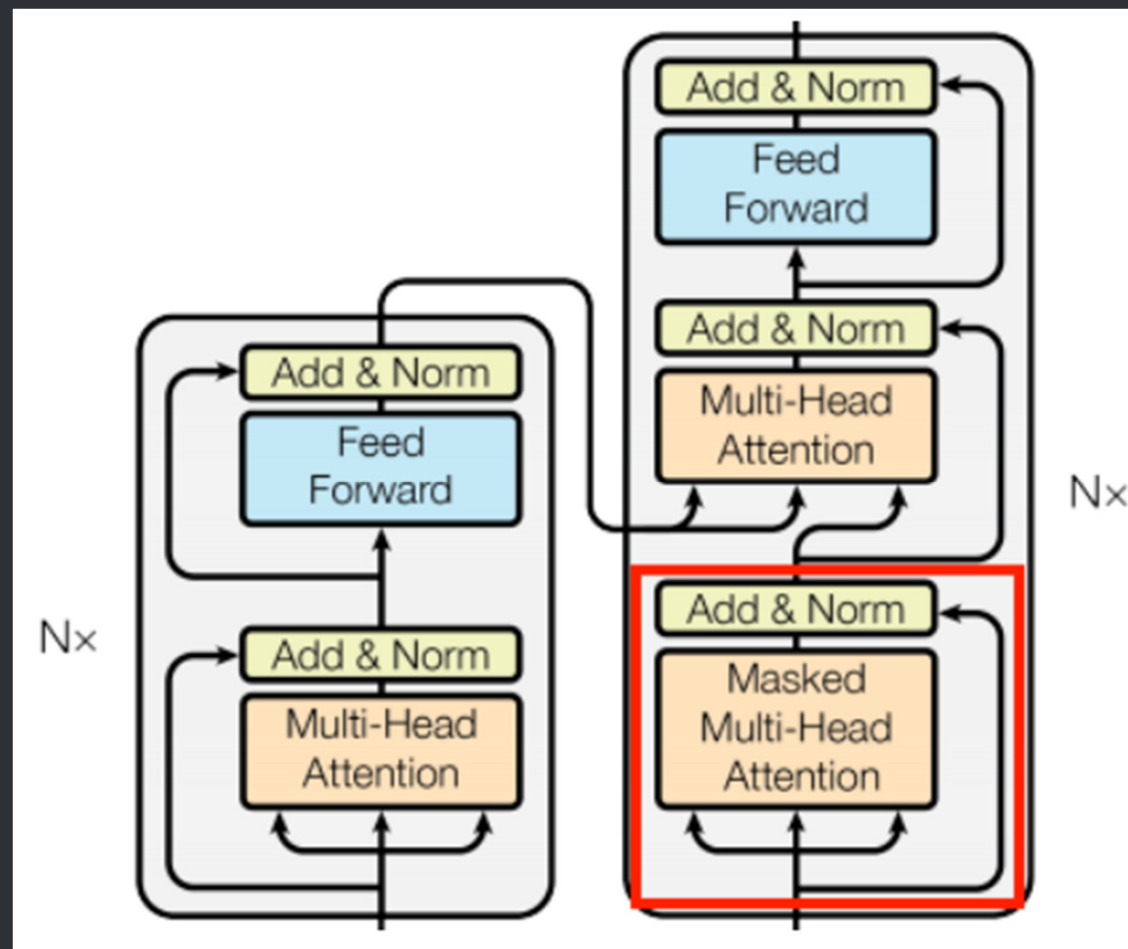 Add & Norm
Feed
Forward
Add & Norm
Multi-Head
Attention
Nx
Add & Norm
Feed
Forward
Add & Norm
Multi-Head
Attention
Add & Norm
Masked
Multi-Head
Attention
Nx